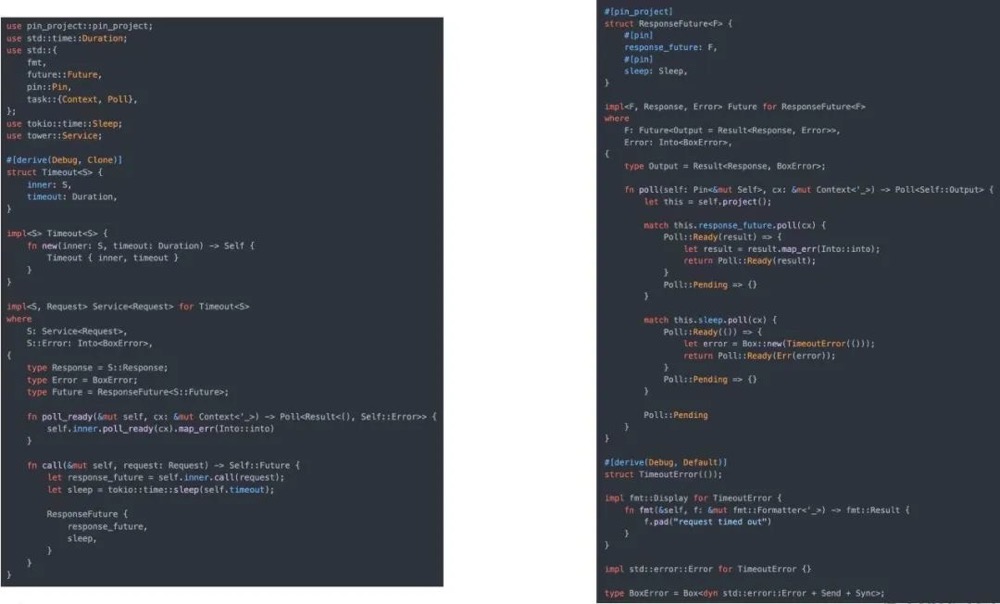 use pin_project::pin_project;
use std::time::Duration;
use std::{
    fmt,
    future::Future,
    pin::Pin,
    task::{Context, Poll},
};
use tokio::time::Sleep;
use tower::Service;

#[derive(Debug, Clone)]
struct Timeout<S> {
    inner: S,
    timeout: Duration,
}

impl<S> Timeout<S> {
    fn new(inner: S, timeout: Duration) -> Self {
        Timeout { inner, timeout }
    }
}

impl<S, Request> Service<Request> for Timeout<S>
where
    S: Service<Request>,
    S::Error: Into<BoxError>,
{
    type Response = S::Response;
    type Error = BoxError;
    type Future = ResponseFuture<S::Future>;

    fn poll_ready(&mut self, cx: &mut Context<'_>) -> Poll<Result<(), Self::Error>> {
        self.inner.poll_ready(cx).map_err(Into::into)
    }

    fn call(&mut self, request: Request) -> Self::Future {
        let response_future = self.inner.call(request);
        let sleep = tokio::time::sleep(self.timeout);

        ResponseFuture {
            response_future,
            sleep,
        }
    }
}
#[pin_project]
struct ResponseFuture<F> {
    #[pin]
    response_future: F,
    #[pin]
    sleep: Sleep,
}

impl<F, Response, Error> Future for ResponseFuture<F>
where
    F: Future<Output = Result<Response, Error>>,
    Error: Into<BoxError>,
{
    type Output = Result<Response, BoxError>;

    fn poll(self: Pin<&mut Self>, cx: &mut Context<'_>) -> Poll<Self::Output> {
        let this = self.project();

        match this.response_future.poll(cx) {
            Poll::Ready(result) => {
                let result = result.map_err(Into::into);
                return Poll::Ready(result);
            }
            Poll::Pending => {}
        }

        match this.sleep.poll(cx) {
            Poll::Ready(()) => {
                let error = Box::new(TimeoutError(()));
                return Poll::Ready(Err(error));
            }
            Poll::Pending => {}
        }

        Poll::Pending
    }
}

#[derive(Debug, Default)]
struct TimeoutError(());

impl fmt::Display for TimeoutError {
    fn fmt(&self, f: &mut fmt::Formatter<'_>) -> fmt::Result {
        f.pad("request timed out")
    }
}

impl std::error::Error for TimeoutError {}

type BoxError = Box<dyn std::error::Error + Send + Sync>;